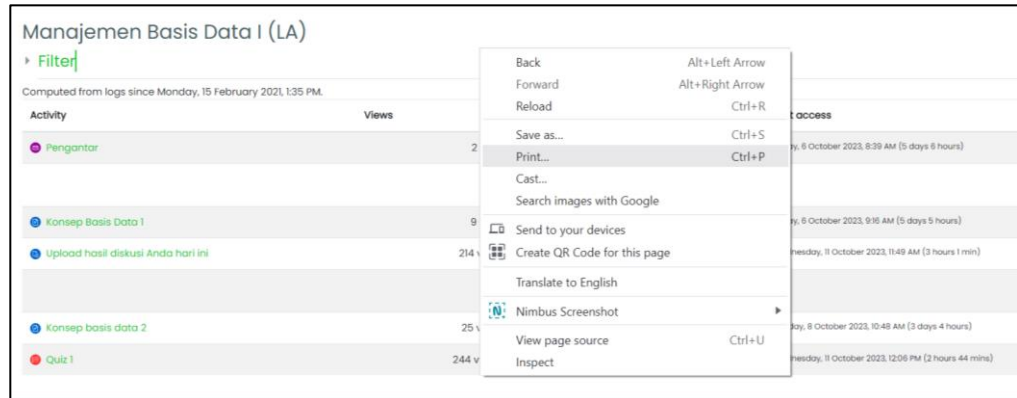 Manajemen Basis Data I (LA)
Filter
Computed from logs since Monday, 15 February 2021, 1:35 PM.
Activity Views access
Pengantar 2 6 October 2023, 8:39 AM (5 days 6 hours)
Konsep Basis Data 1 9 6 October 2023, 9:16 AM (5 days 5 hours)
Upload hasil diskusi Anda hari ini 214 11 October 2023, 11:49 AM (3 hours 1 min)
Konsep basis data 2 25 8 October 2023, 10:48 AM (3 days 4 hours)
Quiz 1 244 v 11 October 2023, 12:06 PM (2 hours 44 mins)
Back Alt+Left Arrow
Forward Alt+Right Arrow
Reload Ctrl+R
Save as... Ctrl+S
Print... Ctrl+P
Cast...
Search images with Google
Send to your devices
Create QR Code for this page
Translate to English
N Nimbus Screenshot
View page source Ctrl+U
Inspect